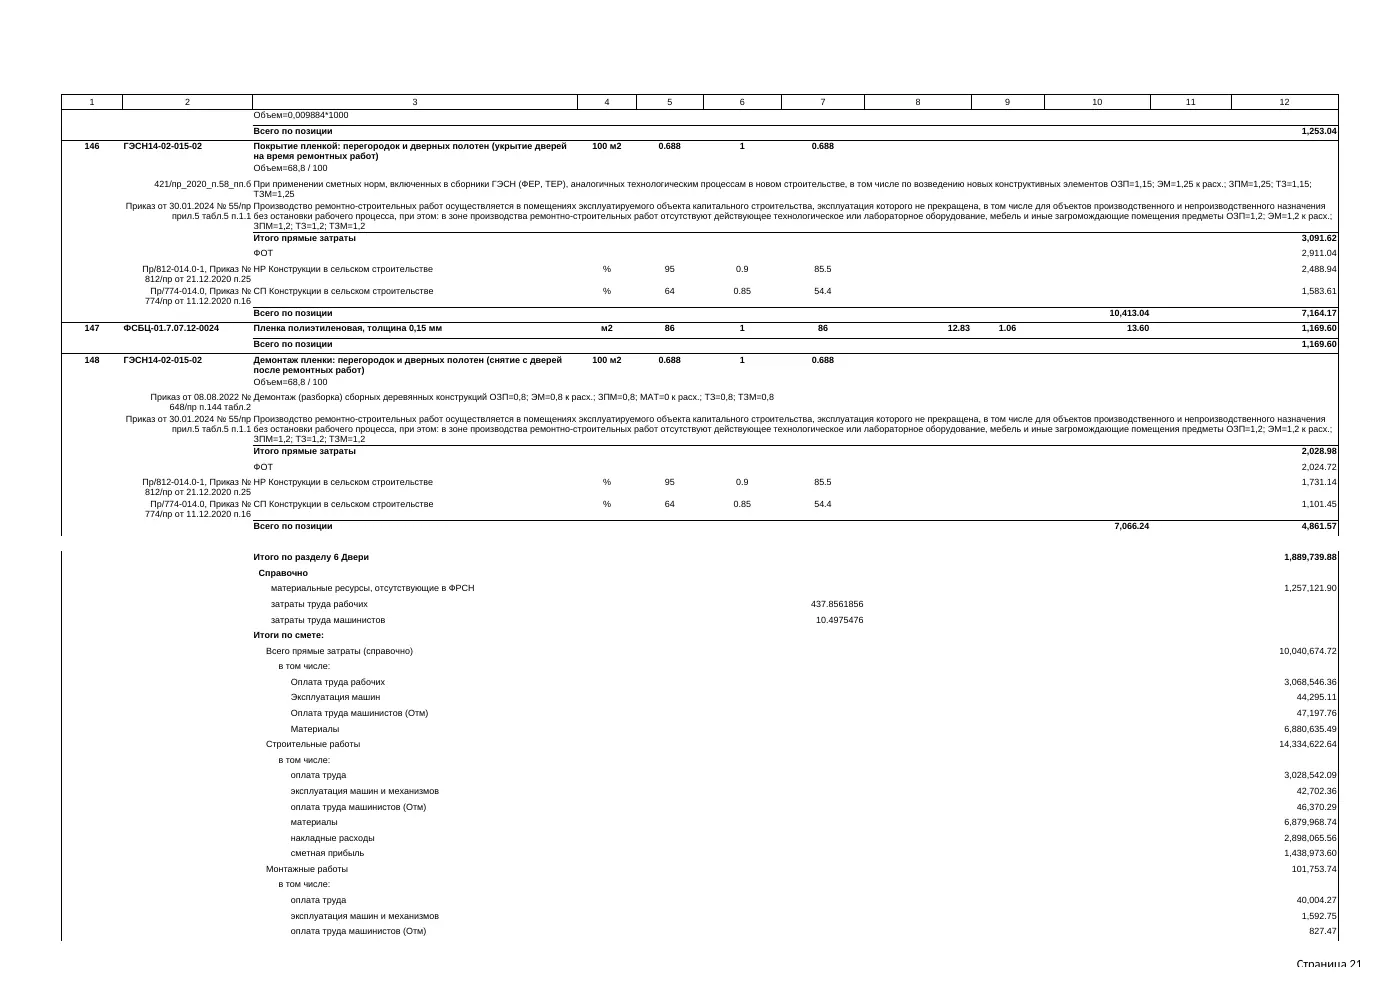 1 2 3 4 5 6 7 8 9 10 11 12
Объем=0,009884*1000
Всего по позиции 1,253.04
146 ГЭСН14-02-015-02 Покрытие пленкой: перегородок и дверных полотен (укрытие дверей 100 м2 0.688 1 0.688
на время ремонтных работ)
Объем=68,8 / 100
421/пр_2020_п.58_пп.б При применении сметных норм, включенных в сборники ГЭСН (ФЕР, ТЕР), аналогичных технологическим процессам в новом строительстве, в том числе по возведению новых конструктивных элементов ОЗП=1,15; ЭМ=1,25 к расх.; ЗПМ=1,25; ТЗ=1,15;
ТЗМ=1,25
Приказ от 30.01.2024 № 55/пр Производство ремонтно-строительных работ осуществляется в помещениях эксплуатируемого объекта капитального строительства, эксплуатация которого не прекращена, в том числе для объектов производственного и непроизводственного назначения
прил.5 табл.5 п.1.1 без остановки рабочего процесса, при этом: в зоне производства ремонтно-строительных работ отсутствуют действующее технологическое или лабораторное оборудование, мебель и иные загромождающие помещения предметы ОЗП=1,2; ЭМ=1,2 к расх.;
ЗПМ=1,2; ТЗ=1,2; ТЗМ=1,2
Итого прямые затраты 3,091.62
ФОТ 2,911.04
Пр/812-014.0-1, Приказ № НР Конструкции в сельском строительстве % 95 0.9 85.5 2,488.94
812/пр от 21.12.2020 п.25
Пр/774-014.0, Приказ № СП Конструкции в сельском строительстве % 64 0.85 54.4 1,583.61
774/пр от 11.12.2020 п.16
Всего по позиции 10,413.04 7,164.17
147 ФСБЦ-01.7.07.12-0024 Пленка полиэтиленовая, толщина 0,15 мм м2 86 1 86 12.83 1.06 13.60 1,169.60
Всего по позиции 1,169.60
148 ГЭСН14-02-015-02 Демонтаж пленки: перегородок и дверных полотен (снятие с дверей 100 м2 0.688 1 0.688
после ремонтных работ)
Объем=68,8 / 100
Приказ от 08.08.2022 № Демонтаж (разборка) сборных деревянных конструкций ОЗП=0,8; ЭМ=0,8 к расх.; ЗПМ=0,8; МАТ=0 к расх.; ТЗ=0,8; ТЗМ=0,8
648/пр п.144 табл.2
Приказ от 30.01.2024 № 55/пр Производство ремонтно-строительных работ осуществляется в помещениях эксплуатируемого объекта капитального строительства, эксплуатация которого не прекращена, в том числе для объектов производственного и непроизводственного назначения
прил.5 табл.5 п.1.1 без остановки рабочего процесса, при этом: в зоне производства ремонтно-строительных работ отсутствуют действующее технологическое или лабораторное оборудование, мебель и иные загромождающие помещения предметы ОЗП=1,2; ЭМ=1,2 к расх.;
ЗПМ=1,2; ТЗ=1,2; ТЗМ=1,2
Итого прямые затраты 2,028.98
ФОТ 2,024.72
Пр/812-014.0-1, Приказ № НР Конструкции в сельском строительстве % 95 0.9 85.5 1,731.14
812/пр от 21.12.2020 п.25
Пр/774-014.0, Приказ № СП Конструкции в сельском строительстве % 64 0.85 54.4 1,101.45
774/пр от 11.12.2020 п.16
Всего по позиции 7,066.24 4,861.57
Итого по разделу 6 Двери 1,889,739.88
Справочно
материальные ресурсы, отсутствующие в ФРСН 1,257,121.90
затраты труда рабочих 437.8561856
затраты труда машинистов 10.4975476
Итоги по смете:
Всего прямые затраты (справочно) 10,040,674.72
в том числе:
Оплата труда рабочих 3,068,546.36
Эксплуатация машин 44,295.11
Оплата труда машинистов (Отм) 47,197.76
Материалы 6,880,635.49
Строительные работы 14,334,622.64
в том числе:
оплата труда 3,028,542.09
эксплуатация машин и механизмов 42,702.36
оплата труда машинистов (Отм) 46,370.29
материалы 6,879,968.74
накладные расходы 2,898,065.56
сметная прибыль 1,438,973.60
Монтажные работы 101,753.74
в том числе:
оплата труда 40,004.27
эксплуатация машин и механизмов 1,592.75
оплата труда машинистов (Отм) 827.47
Страница 21